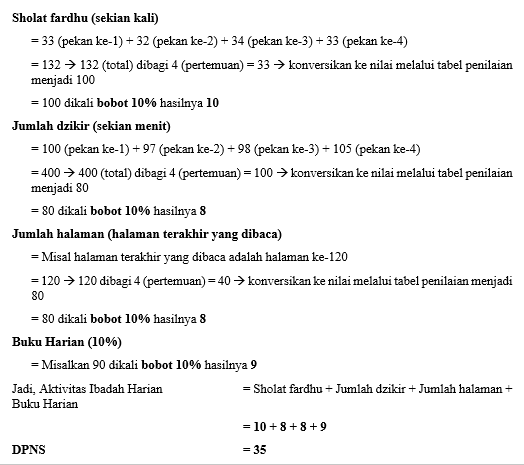 Sholat fardhu (sekian kali)
= 33 (pekan ke-1) + 32 (pekan ke-2) + 34 (pekan ke-3) + 33 (pekan ke-4)
= 132 → 132 (total) dibagi 4 (pertemuan) = 33 → konversikan ke nilai melalui tabel penilaian
menjadi 100
= 100 dikali bobot 10% hasilnya 10
Jumlah dzikir (sekian menit)
= 100 (pekan ke-1) + 97 (pekan ke-2) + 98 (pekan ke-3) + 105 (pekan ke-4)
= 400 → 400 (total) dibagi 4 (pertemuan) = 100 → konversikan ke nilai melalui tabel penilaian
menjadi 80
= 80 dikali bobot 10% hasilnya 8
Jumlah halaman (halaman terakhir yang dibaca)
= Misal halaman terakhir yang dibaca adalah halaman ke-120
= 120 → 120 dibagi 4 (pertemuan) = 40 → konversikan ke nilai melalui tabel penilaian menjadi
80
= 80 dikali bobot 10% hasilnya 8
Buku Harian (10%)
= Misalkan 90 dikali bobot 10% hasilnya 9
Jadi, Aktivitas Ibadah Harian = Sholat fardhu + Jumlah dzikir + Jumlah halaman +
Buku Harian
= 10 + 8 + 8 + 9
DPNS = 35